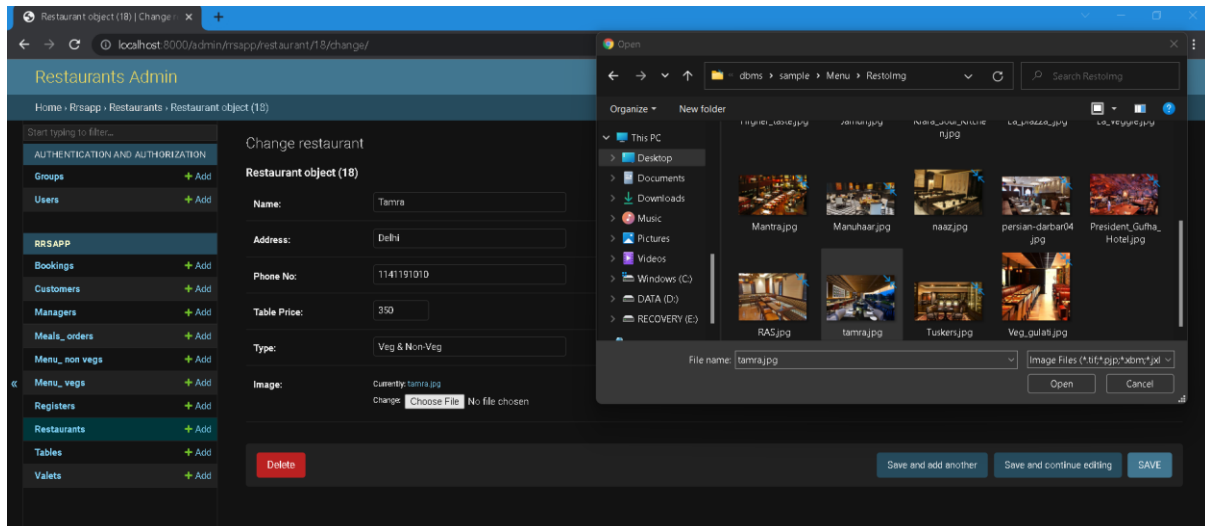 Restaurant object (18) | Change r
localhost:8000/admin/rrsapp/restaurant/18/change/
Restaurants Admin
Home › Rrsapp › Restaurants › Restaurant object (18)
Start typing to filter...
AUTHENTICATION AND AUTHORIZATION
Groups + Add
Users + Add
RRSAPP
Bookings + Add
Customers + Add
Managers + Add
Meals_ orders + Add
Menu_ non vegs + Add
Menu_ vegs + Add
Registers + Add
Restaurants + Add
Tables + Add
Valets + Add
«
Change restaurant
Restaurant object (18)
Name: Tamra
Address: Delhi
Phone No: 1141191010
Table Price: 350
Type: Veg & Non-Veg
Image: Currently: tamra.jpg
Change: Choose File No file chosen
Delete
Save and add another Save and continue editing SAVE
Open
dbms › sample › Menu › RestoImg
Search RestoImg
Organize New folder
This PC
Desktop
Documents
Downloads
Music
Pictures
Videos
Windows (C:)
DATA (D:)
RECOVERY (E:)
njpg
Mantra.jpg Manuhaar.jpg naaz.jpg persian-darbar04 President_Gufha_
.jpg Hotel.jpg
RAS.jpg tamra.jpg Tuskers.jpg Veg_gulati.jpg
File name: tamra.jpg Image Files (*.tif;*.pjp;*.xbm;*.jxl
Open Cancel